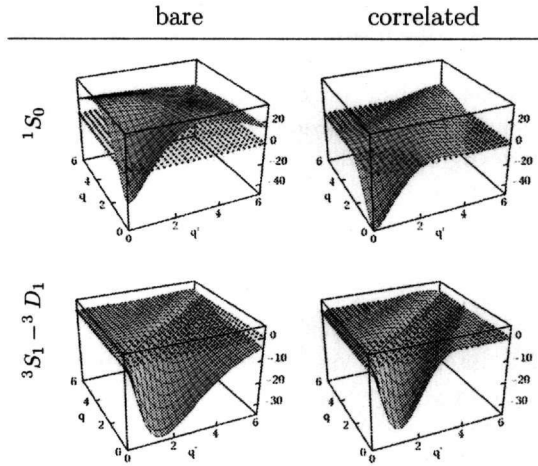 bare correlated
¹S₀
6 4 q 2 0 0 2 q' 4 6 20 0 -20 -40
6 4 q 2 0 0 2 q' 4 6 20 0 -20 -40
³S₁ – ³D₁
6 4 q 2 0 0 2 q' 4 6 0 -10 -20 -30
6 4 q 2 0 0 2 q' 4 6 0 -10 -20 -30